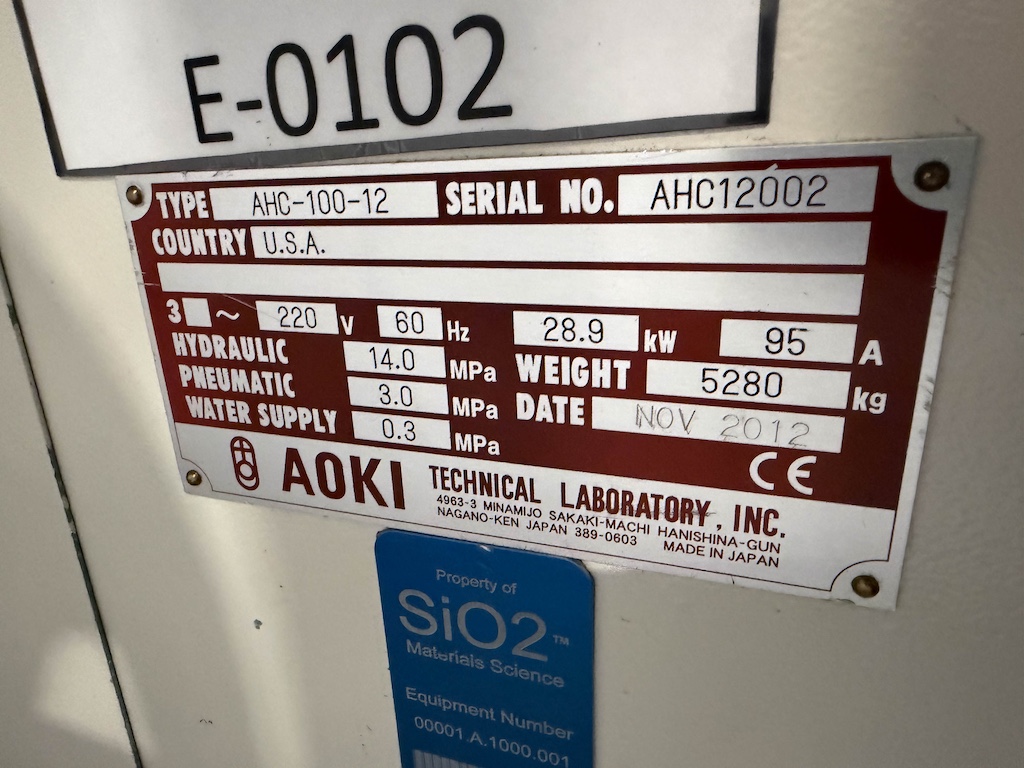 E-0102
TYPE AHC-100-12 SERIAL NO. AHC12002
COUNTRY U.S.A.
3 ~ 220 V 60 Hz 28.9 kW 95 A
HYDRAULIC 14.0 MPa WEIGHT 5280 kg
PNEUMATIC 3.0 MPa DATE NOV 2012
WATER SUPPLY 0.3 MPa
CE
AOKI TECHNICAL LABORATORY, INC.
4963-3 MINAMIJO SAKAKI-MACHI HANISHINA-GUN
NAGANO-KEN JAPAN 389-0603 MADE IN JAPAN
Property of
SiO2™
Materials Science
Equipment Number
00001.A.1000.001